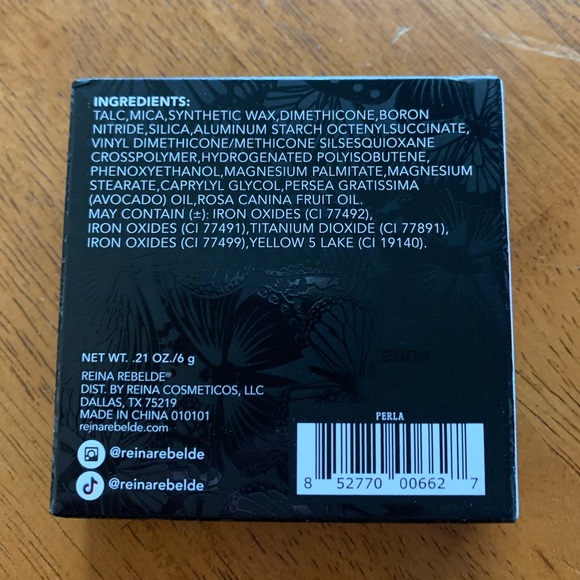 INGREDIENTS:
TALC,MICA,SYNTHETIC WAX,DIMETHICONE,BORON
NITRIDE,SILICA,ALUMINUM STARCH OCTENYLSUCCINATE,
VINYL DIMETHICONE/METHICONE SILSESQUIOXANE
CROSSPOLYMER,HYDROGENATED POLYISOBUTENE,
PHENOXYETHANOL,MAGNESIUM PALMITATE,MAGNESIUM
STEARATE,CAPRYLYL GLYCOL,PERSEA GRATISSIMA
(AVOCADO) OIL,ROSA CANINA FRUIT OIL.
MAY CONTAIN (±): IRON OXIDES (CI 77492),
IRON OXIDES (CI 77491),TITANIUM DIOXIDE (CI 77891),
IRON OXIDES (CI 77499),YELLOW 5 LAKE (CI 19140).
NET WT. .21 OZ./6 g
REINA REBELDE®
DIST. BY REINA COSMETICOS, LLC
DALLAS, TX 75219
MADE IN CHINA 010101
reinarebelde.com
@reinarebelde
@reinarebelde
PERLA
8 52770 00662 7